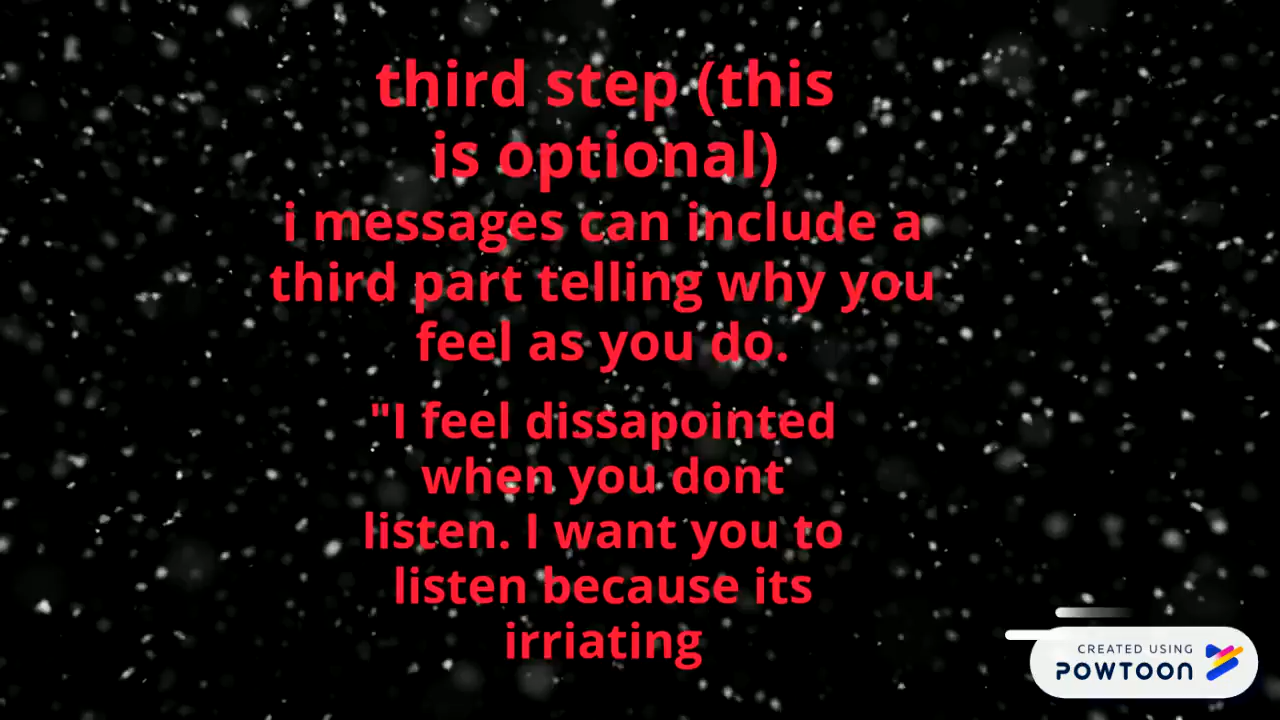 third step (this
is optional)
i messages can include a
third part telling why you
feel as you do.
"I feel dissapointed
when you dont
listen. I want you to
listen because its
irriating
CREATED USING
POWTOON